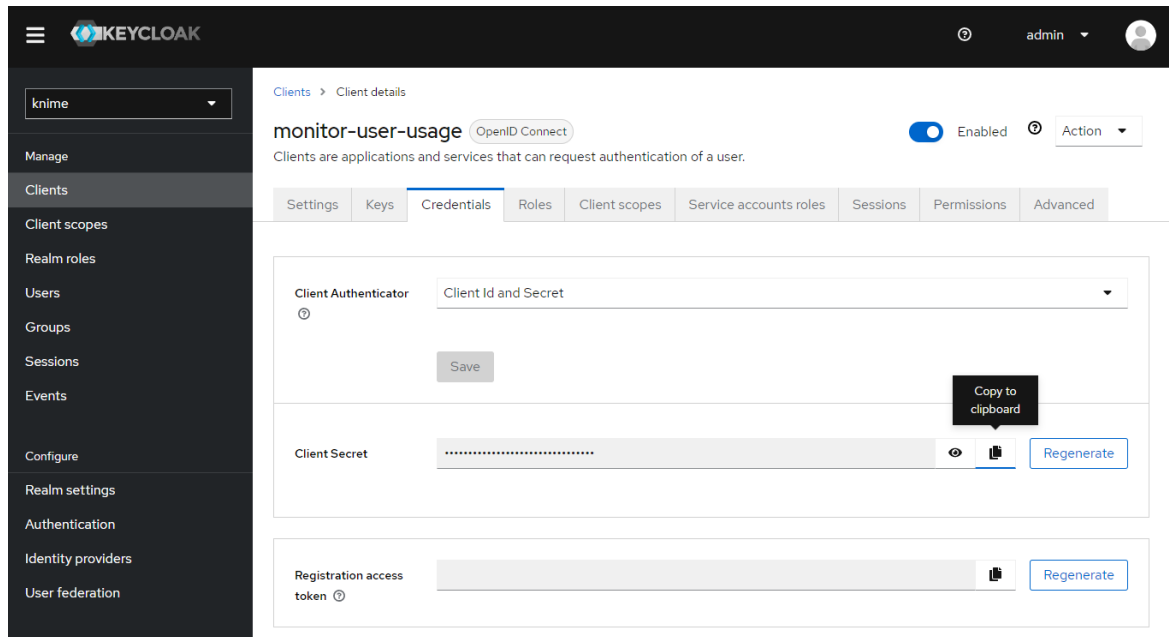 KEYCLOAK
admin
knime
Manage
Clients
Client scopes
Realm roles
Users
Groups
Sessions
Events
Configure
Realm settings
Authentication
Identity providers
User federation
Clients > Client details
monitor-user-usage OpenID Connect
Enabled
Action
Clients are applications and services that can request authentication of a user.
Settings Keys Credentials Roles Client scopes Service accounts roles Sessions Permissions Advanced
Client Authenticator
Client Id and Secret
Save
Copy to
clipboard
Client Secret
••••••••••••••••••••••••••••••••
Regenerate
Registration access
token
Regenerate